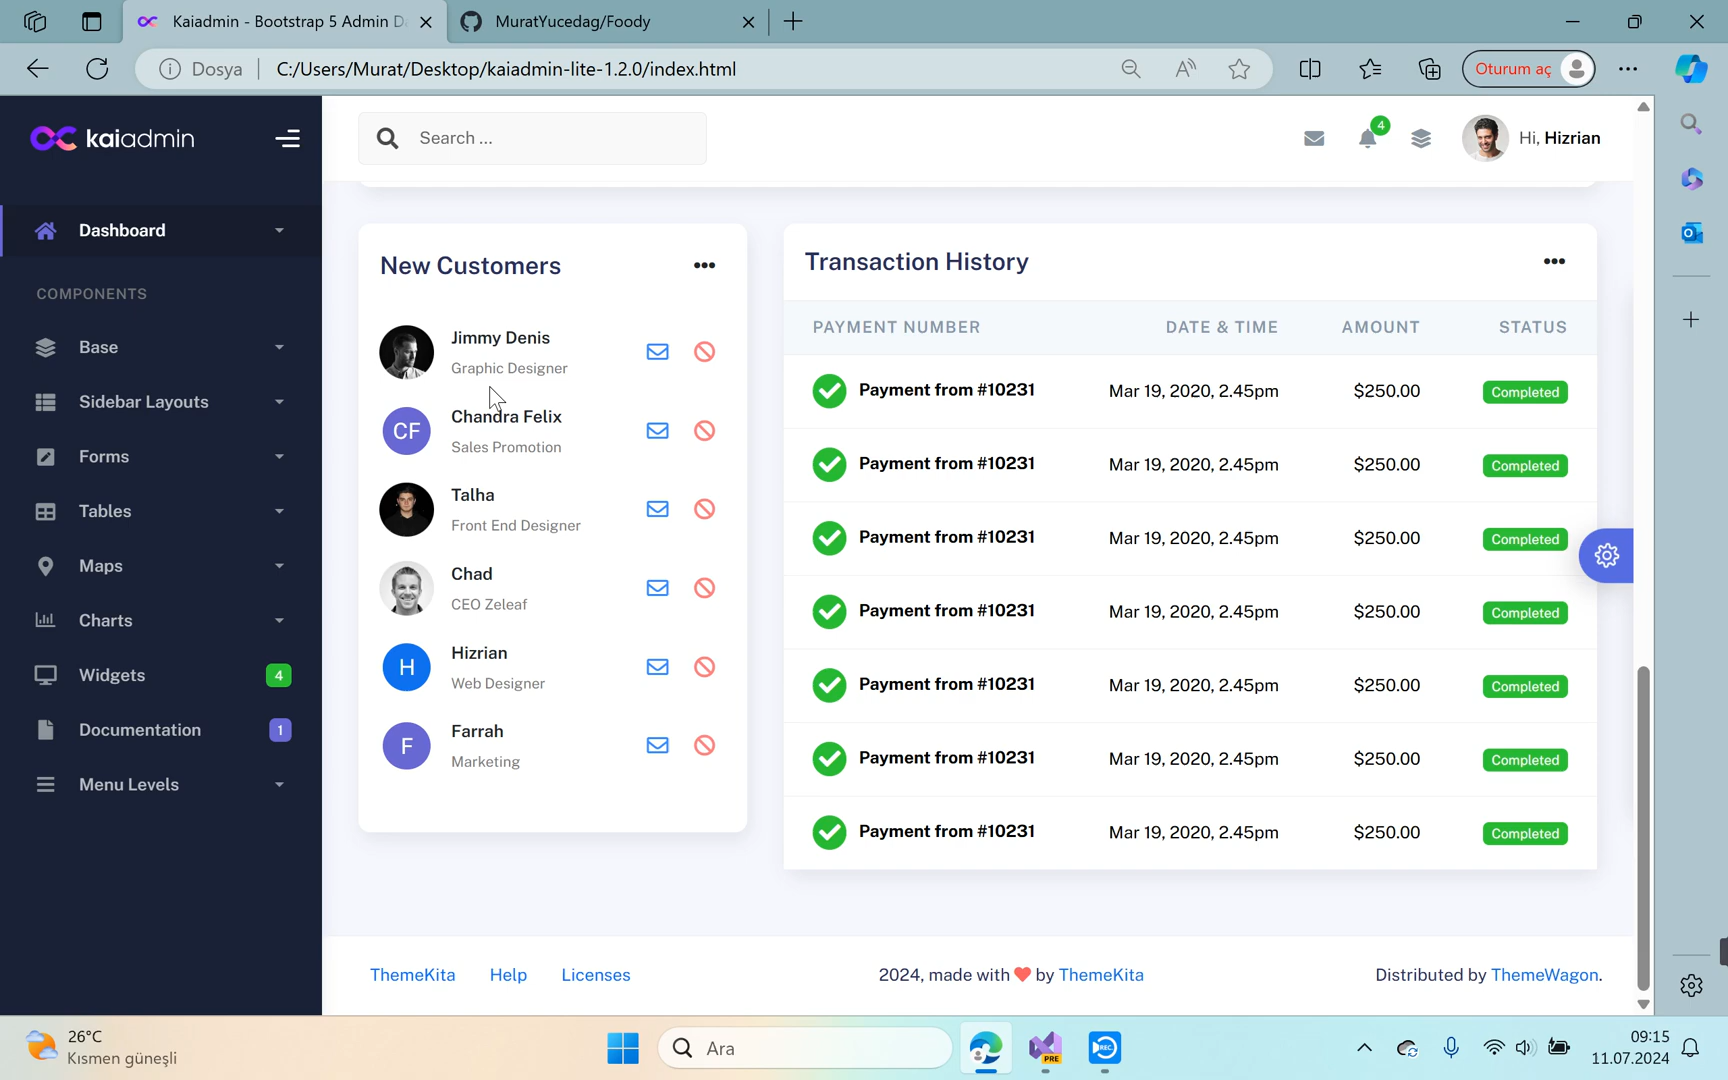 Kaiadmin - Bootstrap 5 Admin Da
MuratYucedag/Foody
Dosya
C:/Users/Murat/Desktop/kaiadmin-lite-1.2.0/index.html
Oturum aç
kaiadmin
Search ...
4
Hi, Hizrian
Dashboard
COMPONENTS
Base
Sidebar Layouts
Forms
Tables
Maps
Charts
Widgets 4
Documentation 1
Menu Levels
New Customers
Jimmy Denis
Graphic Designer
CF
Chandra Felix
Sales Promotion
Talha
Front End Designer
Chad
CEO Zeleaf
H
Hizrian
Web Designer
F
Farrah
Marketing
Transaction History
PAYMENT NUMBER DATE & TIME AMOUNT STATUS
Payment from #10231 Mar 19, 2020, 2.45pm $250.00 Completed
Payment from #10231 Mar 19, 2020, 2.45pm $250.00 Completed
Payment from #10231 Mar 19, 2020, 2.45pm $250.00 Completed
Payment from #10231 Mar 19, 2020, 2.45pm $250.00 Completed
Payment from #10231 Mar 19, 2020, 2.45pm $250.00 Completed
Payment from #10231 Mar 19, 2020, 2.45pm $250.00 Completed
Payment from #10231 Mar 19, 2020, 2.45pm $250.00 Completed
ThemeKita Help Licenses 2024, made with ❤ by ThemeKita Distributed by ThemeWagon.
26°C
Kısmen güneşli
Ara
PRE
REC
09:15
11.07.2024